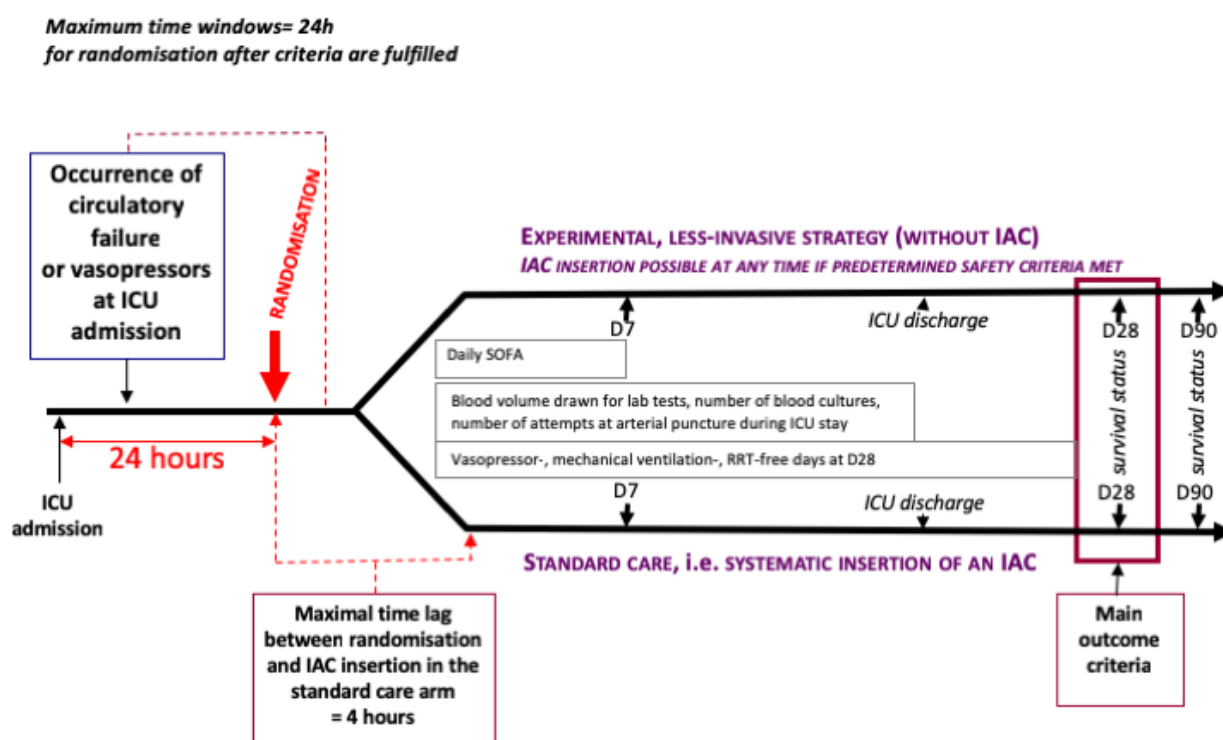 Maximum time windows= 24h
for randomisation after criteria are fulfilled
Occurrence of
circulatory
failure
or vasopressors
at ICU
admission
RANDOMISATION
EXPERIMENTAL, LESS-INVASIVE STRATEGY (WITHOUT IAC)
IAC INSERTION POSSIBLE AT ANY TIME IF PREDETERMINED SAFETY CRITERIA MET
D7
ICU discharge
D28
D90
Daily SOFA
Blood volume drawn for lab tests, number of blood cultures,
number of attempts at arterial puncture during ICU stay
Vasopressor-, mechanical ventilation-, RRT-free days at D28
survival status
survival status
24 hours
ICU
admission
D7
ICU discharge
D28
D90
STANDARD CARE, i.e. SYSTEMATIC INSERTION OF AN IAC
Maximal time lag
between randomisation
and IAC insertion in the
standard care arm
= 4 hours
Main
outcome
criteria